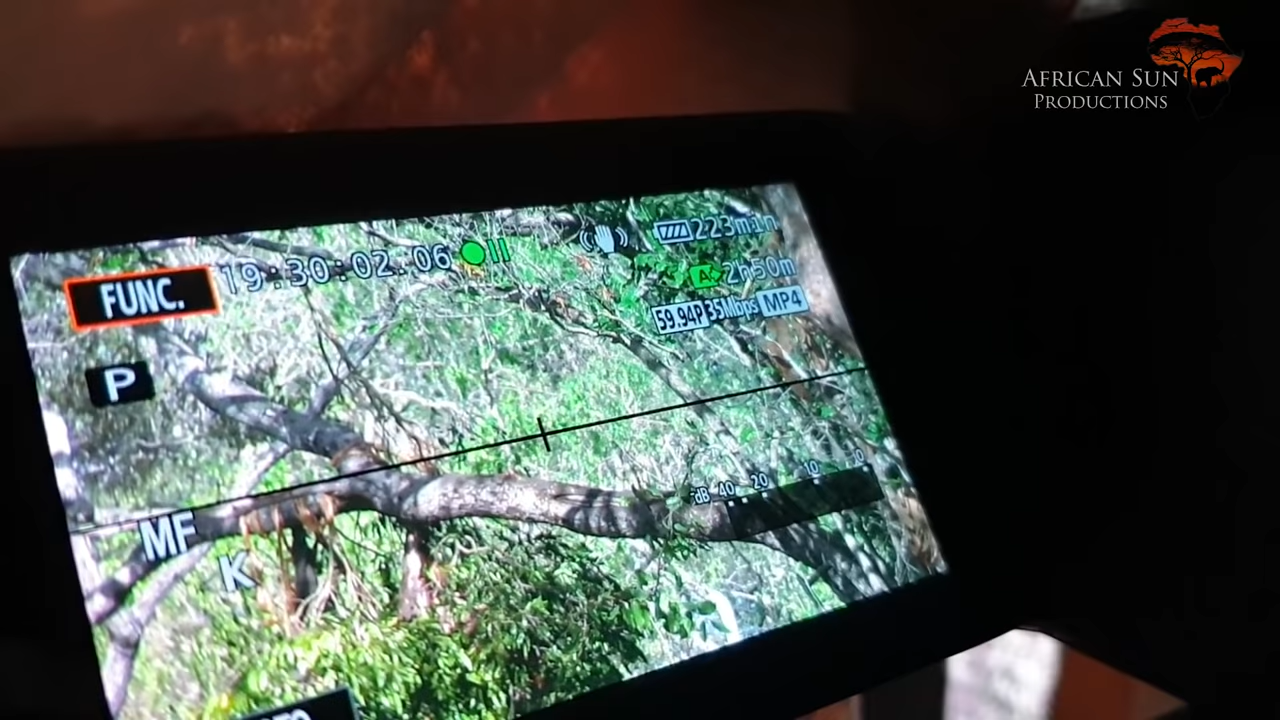 AFRICAN SUN
PRODUCTIONS
223min
19:30:02.06
FUNC.
A 2h50m
59.94P 35Mbps MP4
P
dB 40 20 10 0
MF
K